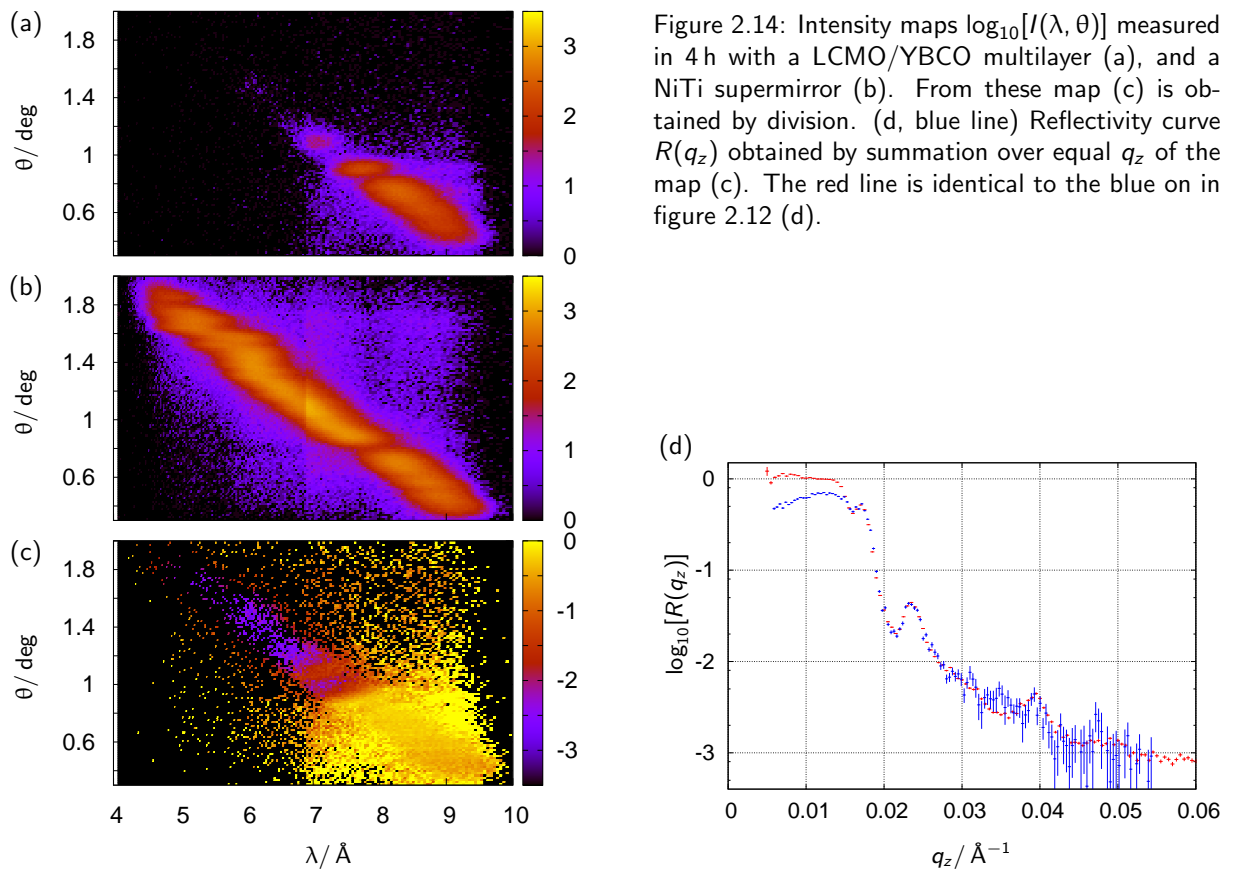 (a)
θ/ deg
1.8
1.4
1
0.6
3
2
1
0
Figure 2.14: Intensity maps log₁₀[I(λ, θ)] measured
in 4 h with a LCMO/YBCO multilayer (a), and a
NiTi supermirror (b). From these map (c) is ob-
tained by division. (d, blue line) Reflectivity curve
R(q_z) obtained by summation over equal q_z of the
map (c). The red line is identical to the blue on in
figure 2.12 (d).
(b)
θ/ deg
1.8
1.4
1
0.6
3
2
1
0
(c)
θ/ deg
1.8
1.4
1
0.6
0
-1
-2
-3
4 5 6 7 8 9 10
λ/ Å
(d)
log₁₀[R(q_z)]
0
-1
-2
-3
0 0.01 0.02 0.03 0.04 0.05 0.06
q_z/ Å⁻¹